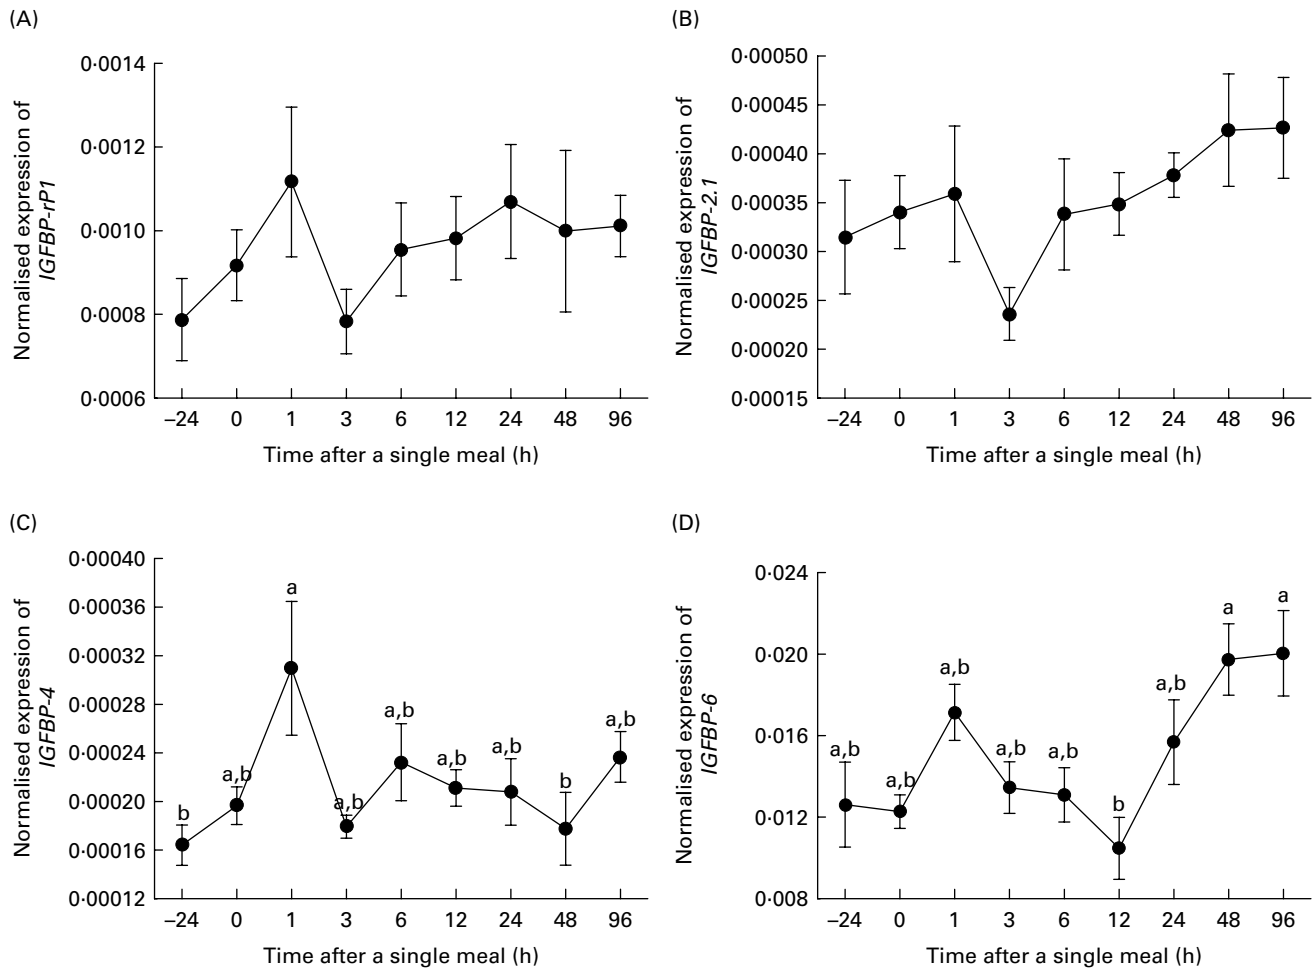 (A)
Normalised expression of
IGFBP-rP1
0·0014
0·0012
0·0010
0·0008
0·0006
–24 0 1 3 6 12 24 48 96
Time after a single meal (h)
(B)
Normalised expression of
IGFBP-2.1
0·00050
0·00045
0·00040
0·00035
0·00030
0·00025
0·00020
0·00015
–24 0 1 3 6 12 24 48 96
Time after a single meal (h)
(C)
Normalised expression of
IGFBP-4
0·00040
0·00036
0·00032
0·00028
0·00024
0·00020
0·00016
0·00012
b a,b a a,b a,b a,b a,b b a,b
–24 0 1 3 6 12 24 48 96
Time after a single meal (h)
(D)
Normalised expression of
IGFBP-6
0·024
0·020
0·016
0·012
0·008
a,b a,b a,b a,b a,b b a,b a a
–24 0 1 3 6 12 24 48 96
Time after a single meal (h)